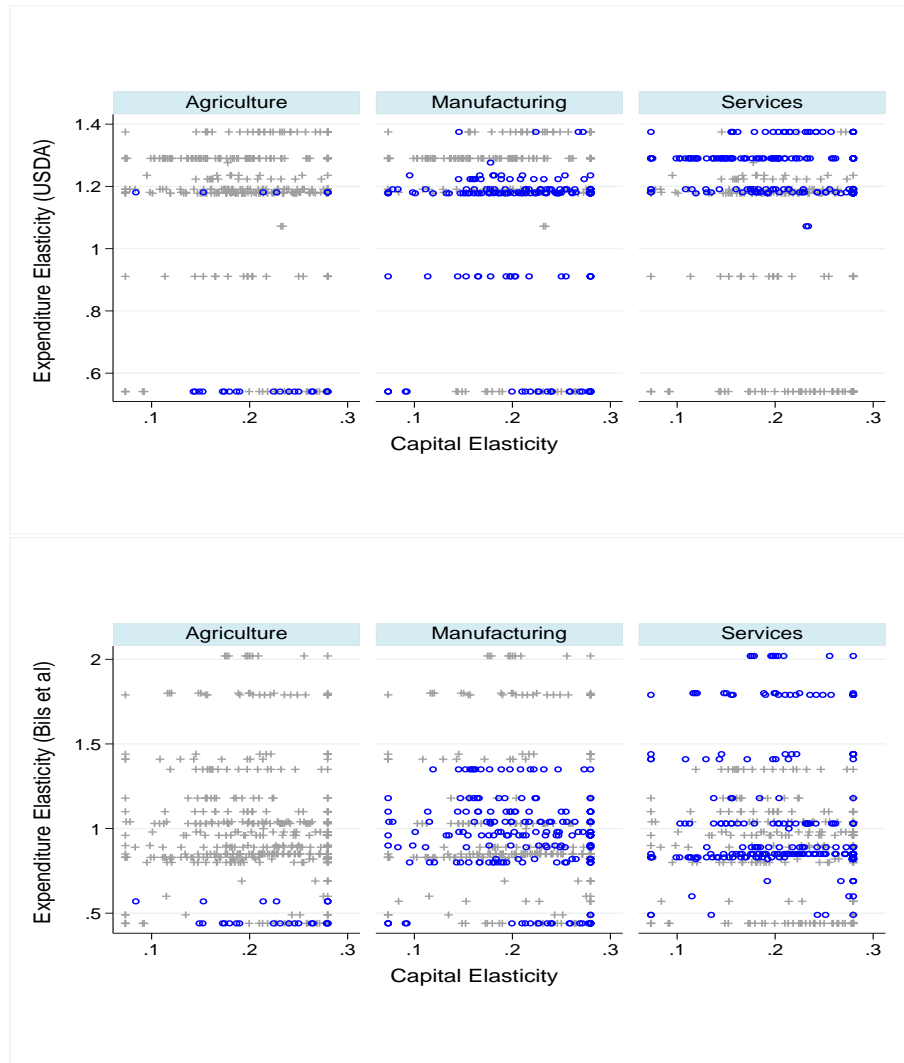 Agriculture Manufacturing Services
Expenditure Elasticity (USDA)
1.4
1.2
1
.8
.6
.1 .2 .3 .1 .2 .3 .1 .2 .3
Capital Elasticity
Agriculture Manufacturing Services
Expenditure Elasticity (Bils et al)
2
1.5
1
.5
.1 .2 .3 .1 .2 .3 .1 .2 .3
Capital Elasticity